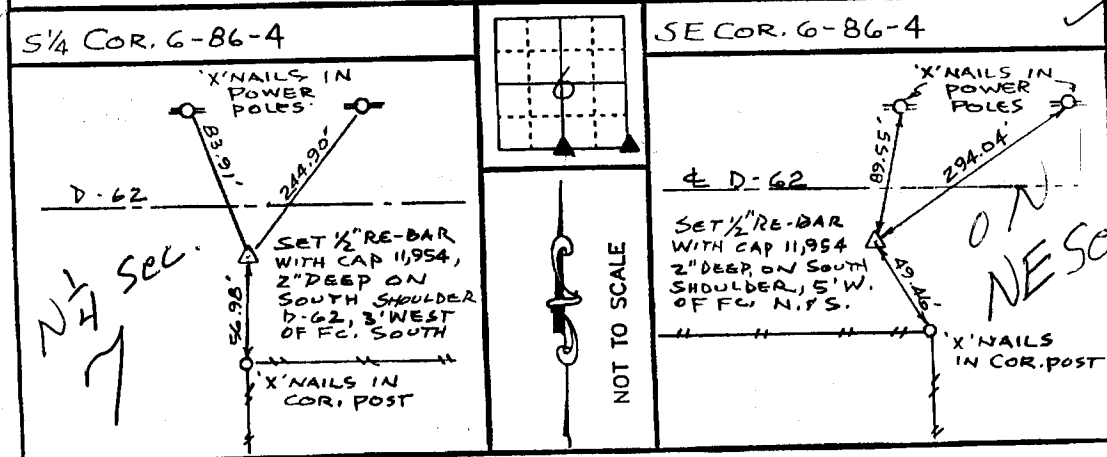 S 1/4 COR. 6-86-4
'X' NAILS IN
POWER
POLES.
83.91'
244.90'
D-62
SET 1/2" RE-BAR
WITH CAP 11,954,
2" DEEP ON
SOUTH SHOULDER
D-62, 3' WEST
OF FC. SOUTH
56.98'
'X' NAILS IN
COR. POST
N 1/4 Sec.
7
6
NOT TO SCALE
SE COR. 6-86-4
'X' NAILS IN
POWER
POLES
89.55'
294.04'
℄ D-62
SET 1/2" RE-BAR
WITH CAP 11,954
2" DEEP, ON SOUTH
SHOULDER, 5' W.
OF FC. N. & S.
49.46'
'X' NAILS
IN COR. POST
ON